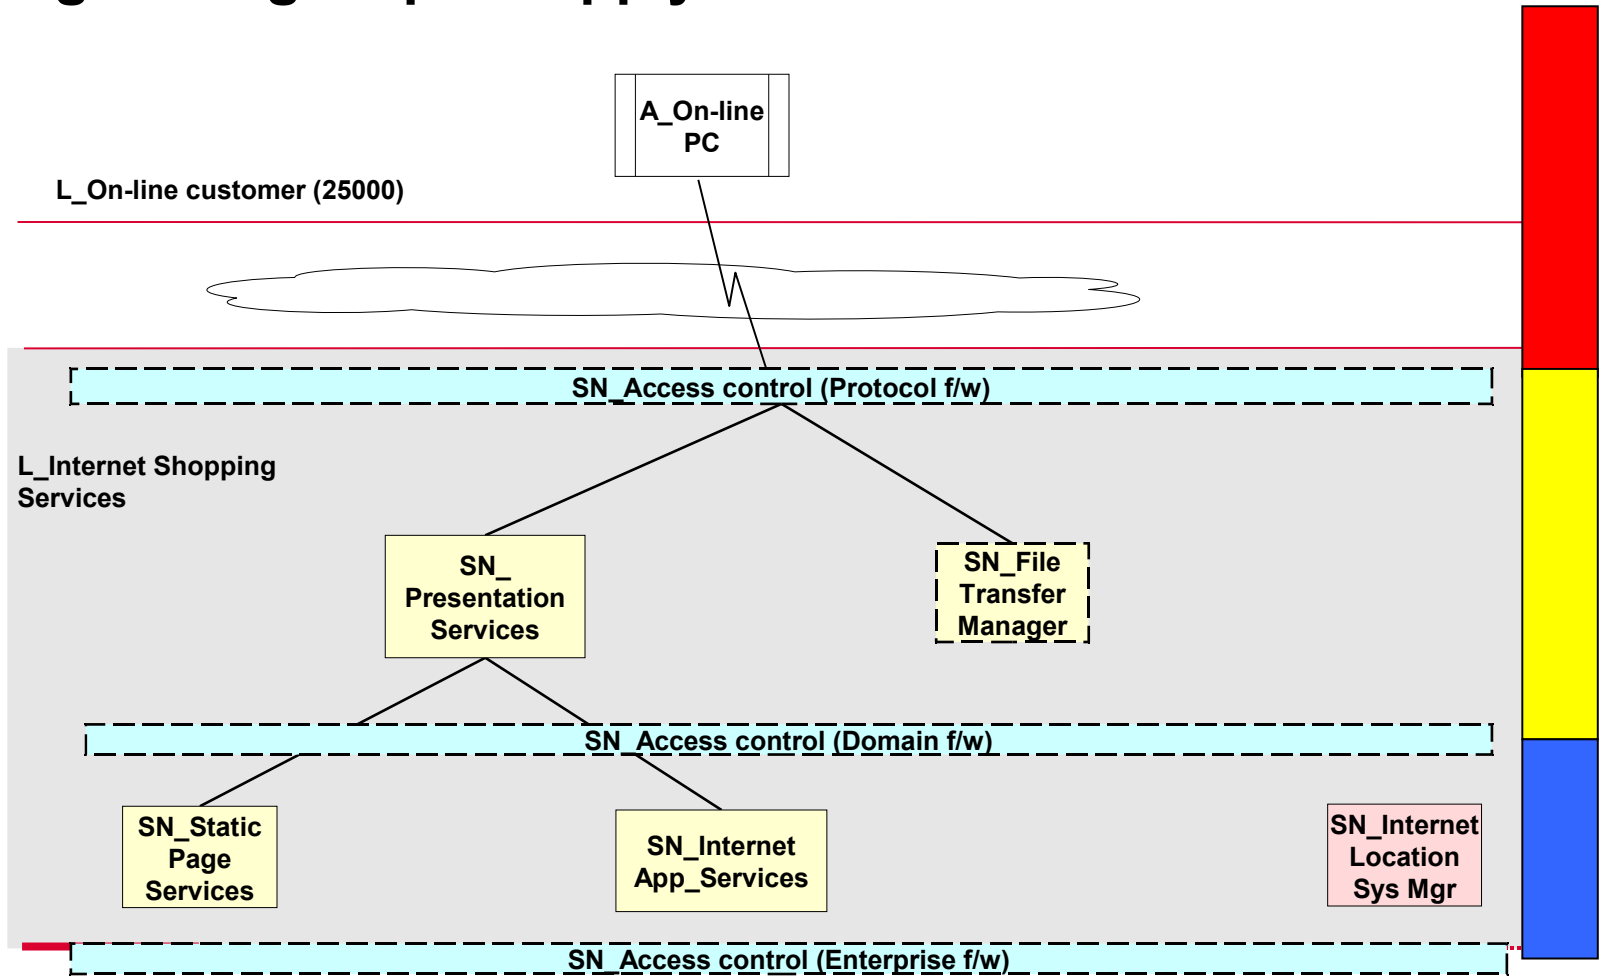 A_On-line
PC
L_On-line customer (25000)
SN_Access control (Protocol f/w)
L_Internet Shopping
Services
SN_
Presentation
Services
SN_File
Transfer
Manager
SN_Access control (Domain f/w)
SN_Static
Page
Services
SN_Internet
App_Services
SN_Internet
Location
Sys Mgr
SN_Access control (Enterprise f/w)